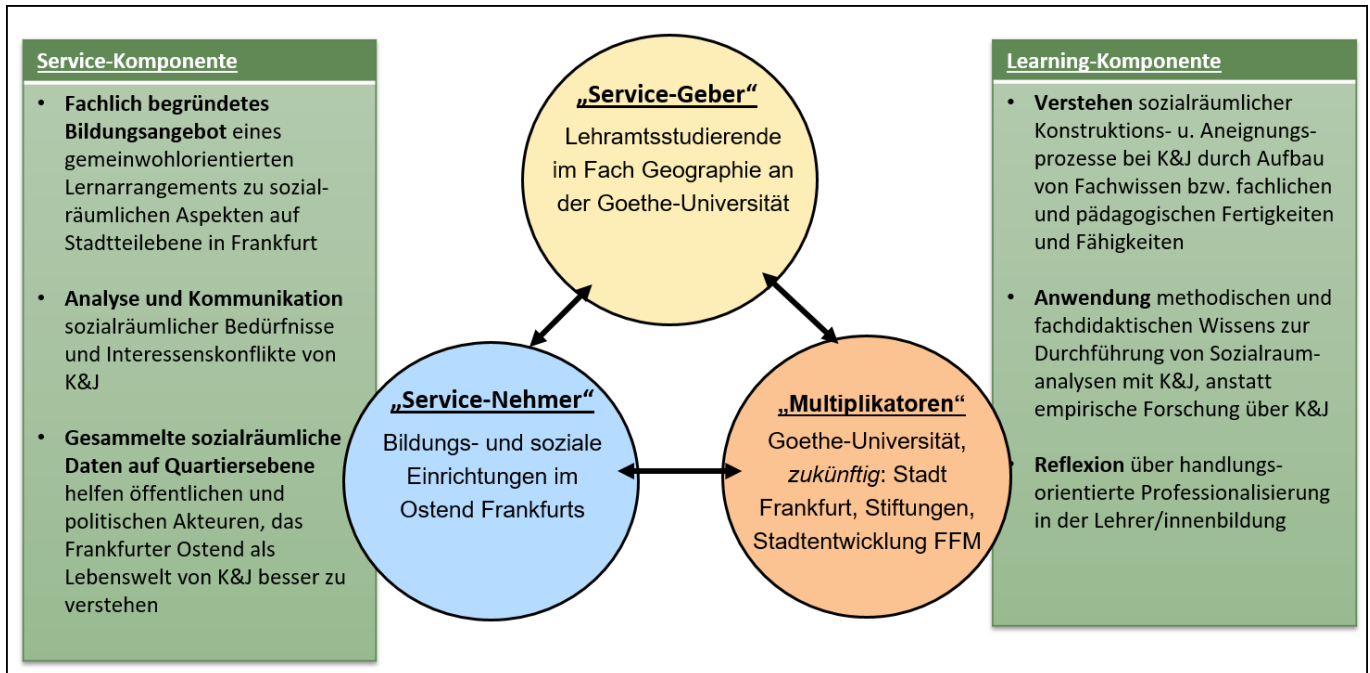 Service-Komponente
• Fachlich begründetes
Bildungsangebot eines
gemeinwohlorientierten
Lernarrangements zu sozial-
räumlichen Aspekten auf
Stadtteilebene in Frankfurt
• Analyse und Kommunikation
sozialräumlicher Bedürfnisse
und Interessenskonflikte von
K&J
• Gesammelte sozialräumliche
Daten auf Quartiersebene
helfen öffentlichen und
politischen Akteuren, das
Frankfurter Ostend als
Lebenswelt von K&J besser zu
verstehen
„Service-Geber“
Lehramtsstudierende
im Fach Geographie an
der Goethe-Universität
„Service-Nehmer“
Bildungs- und soziale
Einrichtungen im
Ostend Frankfurts
„Multiplikatoren“
Goethe-Universität,
zukünftig: Stadt
Frankfurt, Stiftungen,
Stadtentwicklung FFM
Learning-Komponente
• Verstehen sozialräumlicher
Konstruktions- u. Aneignungs-
prozesse bei K&J durch Aufbau
von Fachwissen bzw. fachlichen
und pädagogischen Fertigkeiten
und Fähigkeiten
• Anwendung methodischen und
fachdidaktischen Wissens zur
Durchführung von Sozialraum-
analysen mit K&J, anstatt
empirische Forschung über K&J
• Reflexion über handlungs-
orientierte Professionalisierung
in der Lehrer/innenbildung